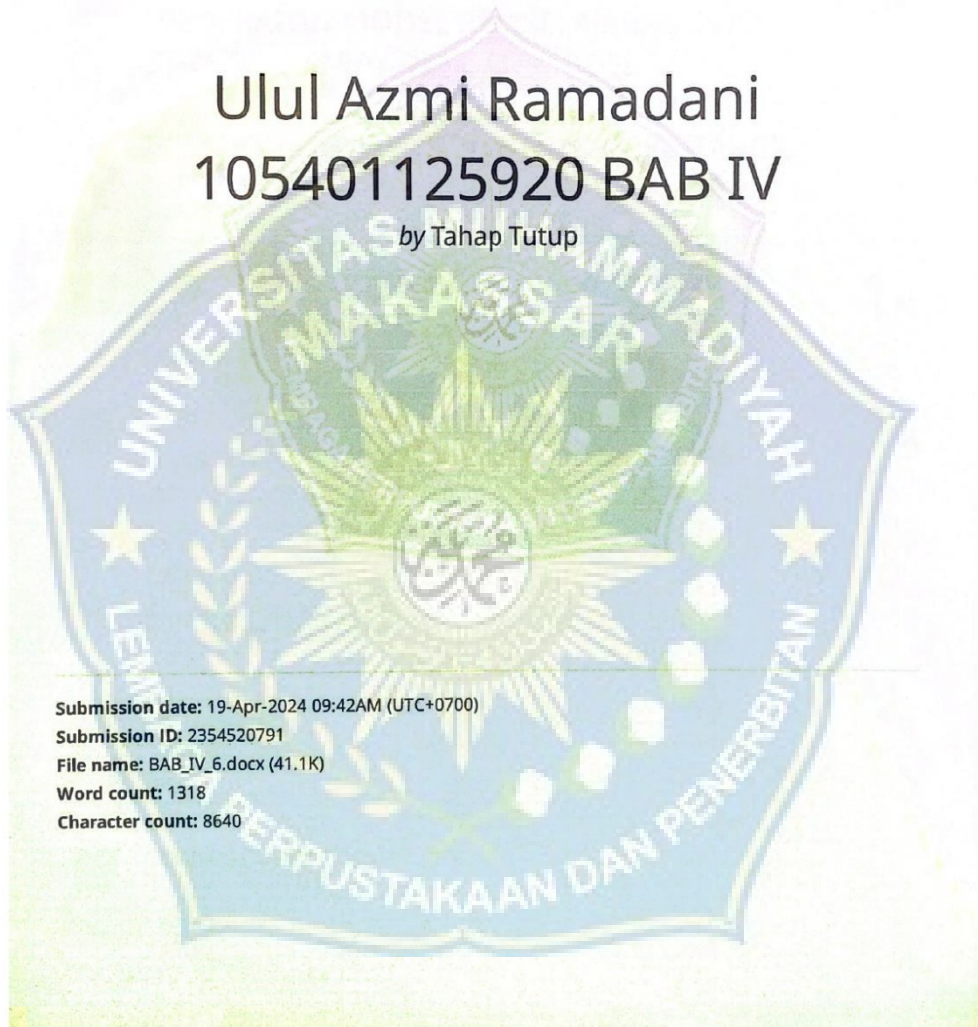 Ulul Azmi Ramadani
105401125920 BAB IV
by Tahap Tutup
UNIVERSITAS MUHAMMADIYAH
MAKASSAR
محمد
LEMBAGA PERPUSTAKAAN DAN PENERBITAN
Submission date: 19-Apr-2024 09:42AM (UTC+0700)
Submission ID: 2354520791
File name: BAB_IV_6.docx (41.1K)
Word count: 1318
Character count: 8640